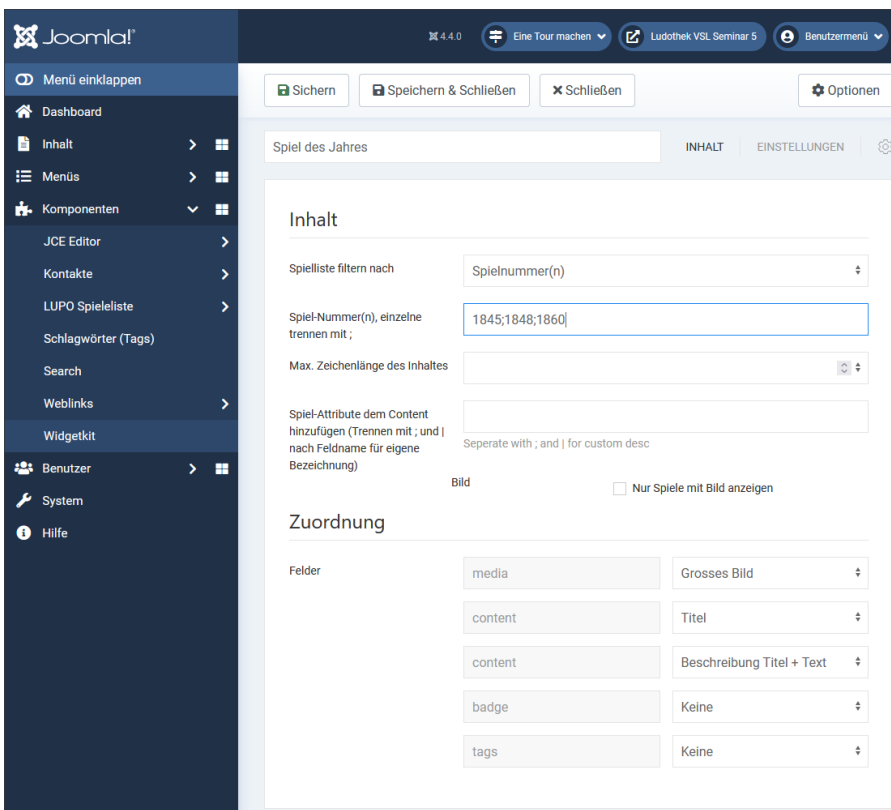 Joomla!®
4.4.0
Eine Tour machen
Ludothek VSL Seminar 5
Benutzermenü
Menü einklappen
Dashboard
Inhalt
Menüs
Komponenten
JCE Editor
Kontakte
LUPO Spieleliste
Schlagwörter (Tags)
Search
Weblinks
Widgetkit
Benutzer
System
Hilfe
Sichern
Speichern & Schließen
Schließen
Optionen
Spiel des Jahres
INHALT
EINSTELLUNGEN
Inhalt
Spielliste filtern nach
Spielnummer(n)
Spiel-Nummer(n), einzelne
trennen mit ;
1845;1848;1860
Max. Zeichenlänge des Inhaltes
Spiel-Attribute dem Content
hinzufügen (Trennen mit ; und |
nach Feldname für eigene
Bezeichnung)
Seperate with ; and | for custom desc
Bild
Nur Spiele mit Bild anzeigen
Zuordnung
Felder
media
Grosses Bild
content
Titel
content
Beschreibung Titel + Text
badge
Keine
tags
Keine